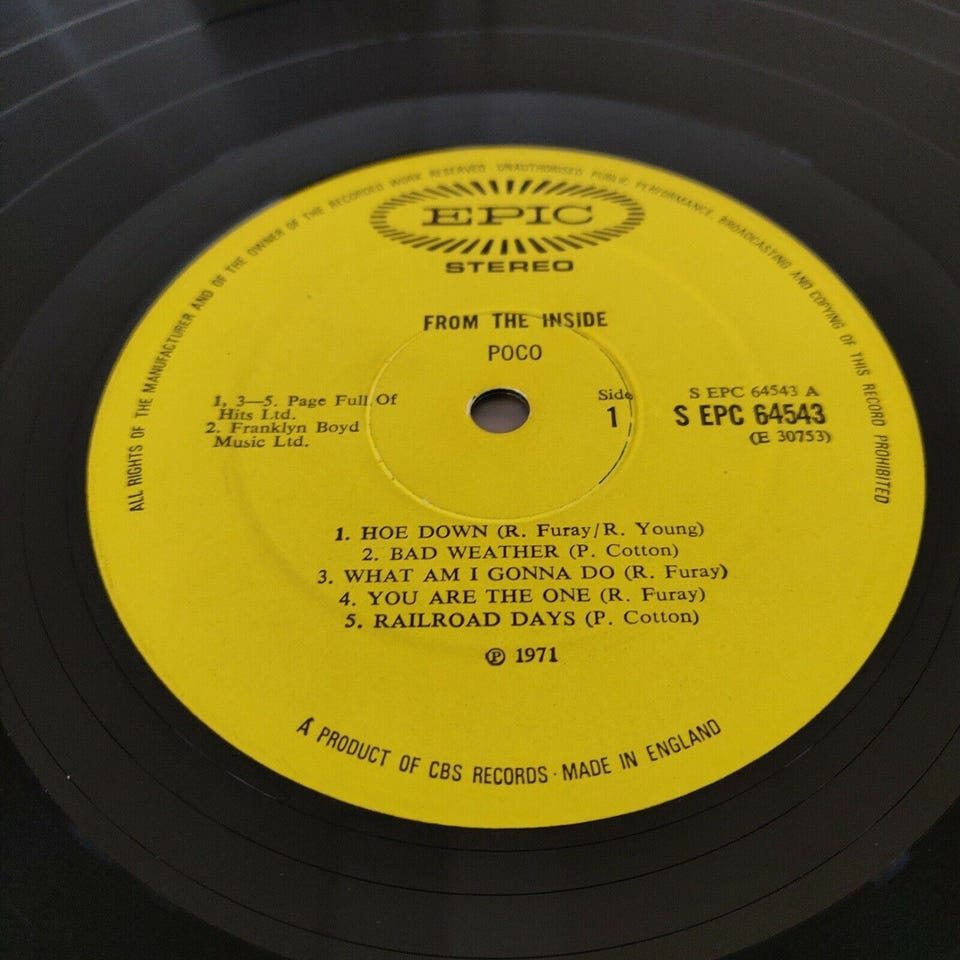 ALL RIGHTS OF THE MANUFACTURER AND OF THE OWNER OF THE RECORDED WORK RESERVED · UNAUTHORISED PUBLIC PERFORMANCE, BROADCASTING AND COPYING OF THIS RECORD PROHIBITED
EPIC
STEREO
FROM THE INSIDE
POCO
1, 3—5. Page Full Of
Hits Ltd.
2. Franklyn Boyd
Music Ltd.
Side
1
S EPC 64543 A
S EPC 64543
(E 30753)
1. HOE DOWN (R. Furay/R. Young)
2. BAD WEATHER (P. Cotton)
3. WHAT AM I GONNA DO (R. Furay)
4. YOU ARE THE ONE (R. Furay)
5. RAILROAD DAYS (P. Cotton)
℗ 1971
A PRODUCT OF CBS RECORDS · MADE IN ENGLAND